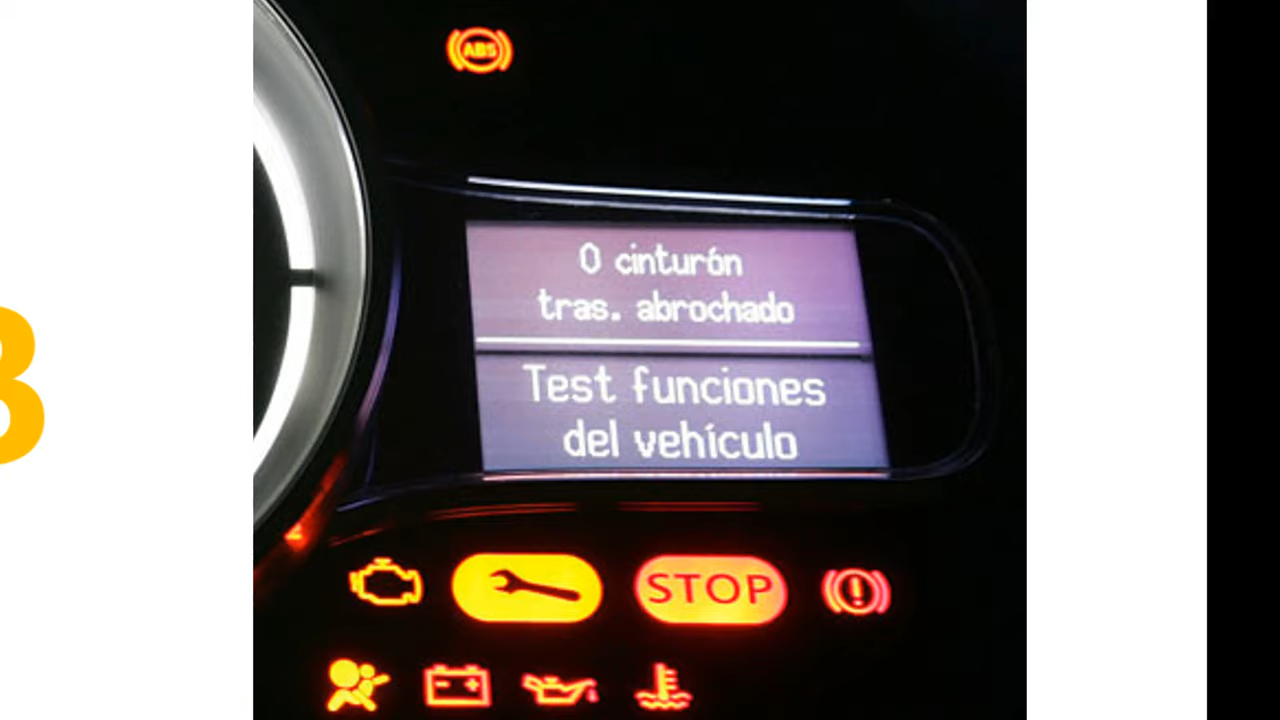 ABS
0 cinturón
tras. abrochado
Test funciones
del vehículo
STOP